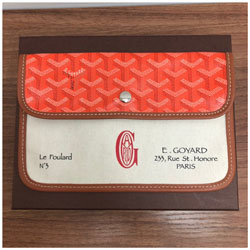 G
Le Foulard
N°3
E. GOYARD
233, Rue St. Honore
PARIS